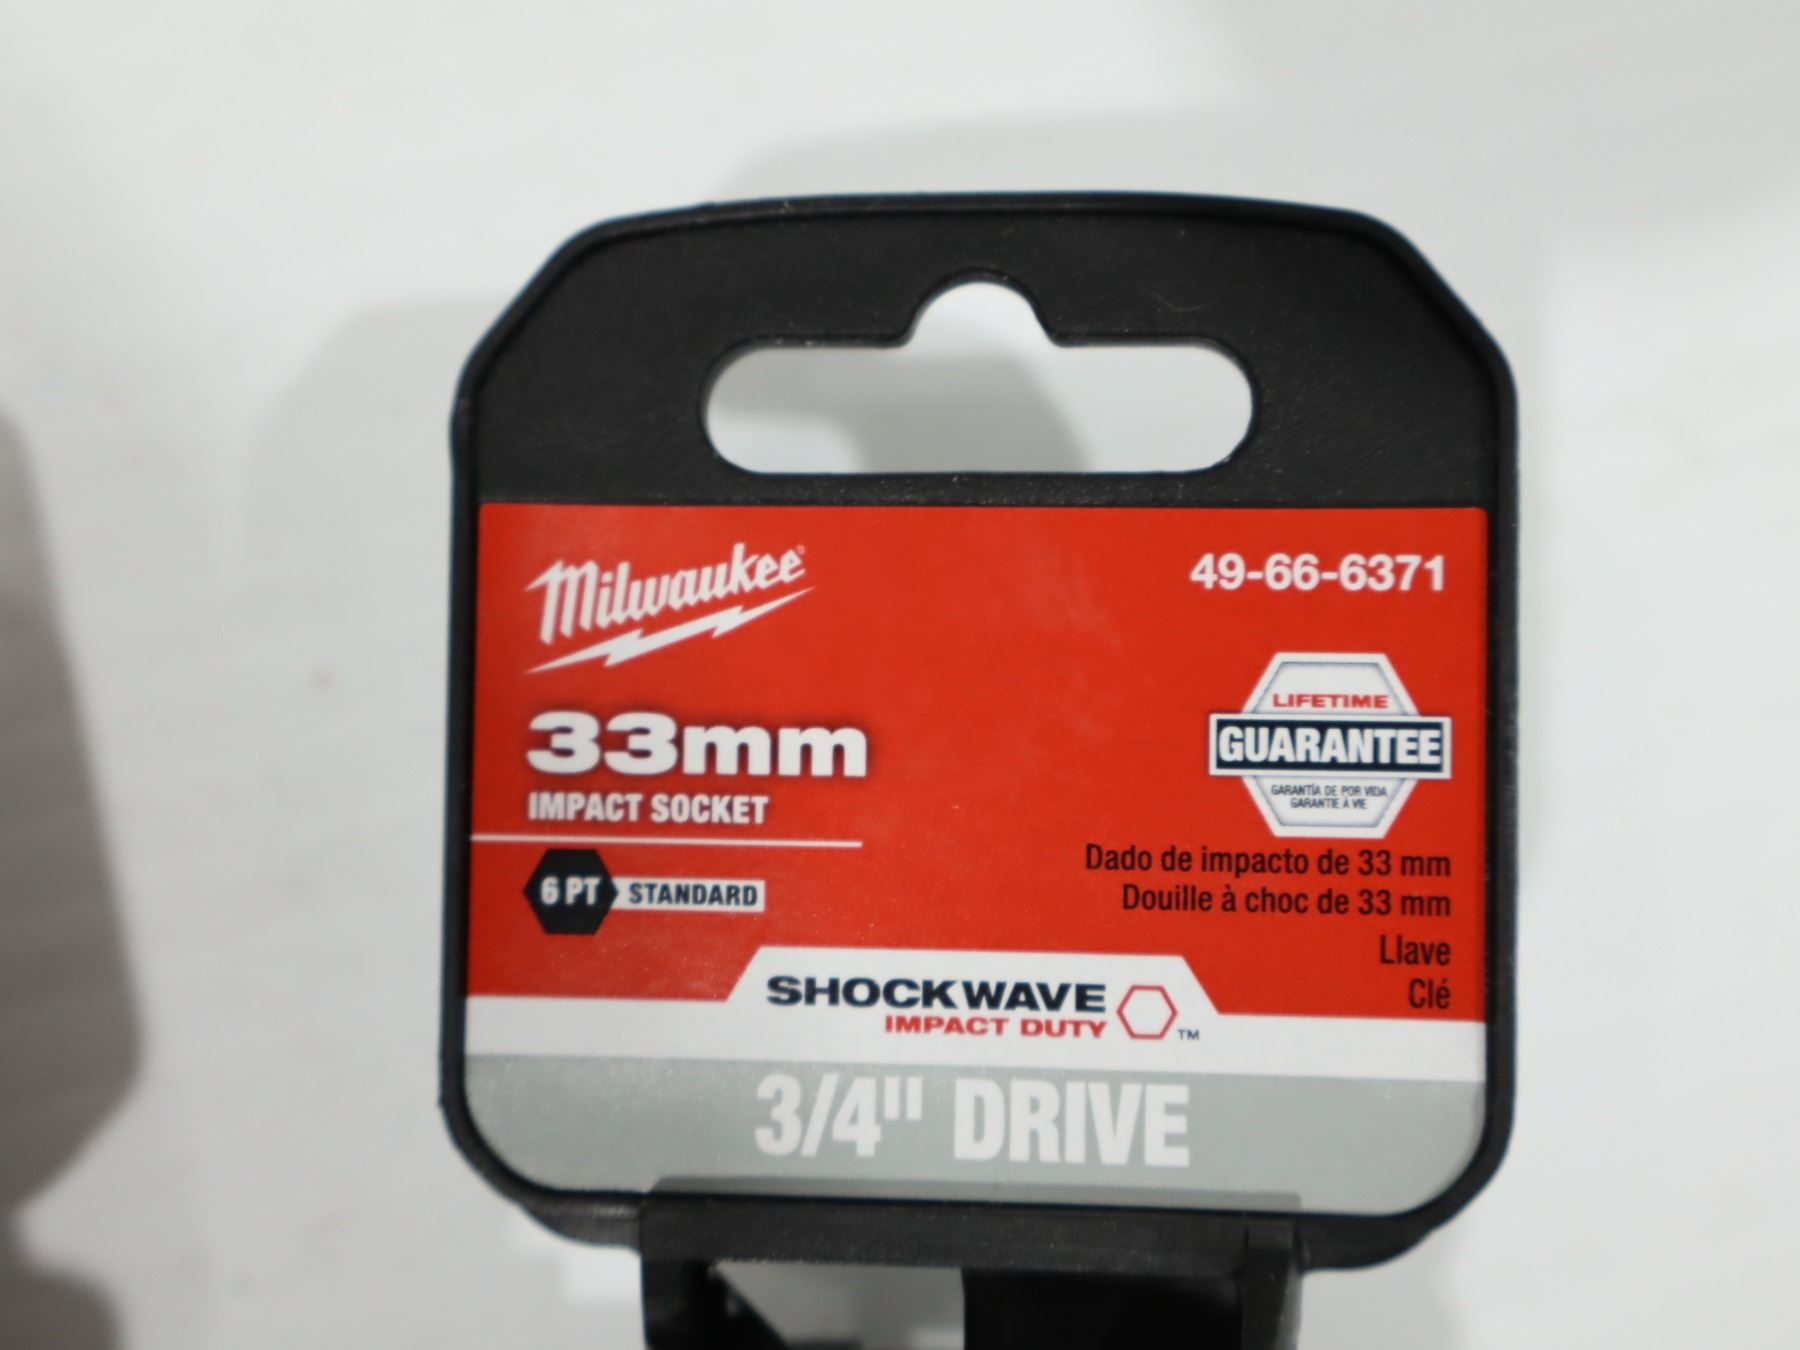 Milwaukee
49-66-6371
LIFETIME
GUARANTEE
GARANTÍA DE POR VIDA
GARANTIE À VIE
33mm
IMPACT SOCKET
6 PT STANDARD
Dado de impacto de 33 mm
Douille à choc de 33 mm
Llave
Clé
SHOCKWAVE
IMPACT DUTY ™
3/4" DRIVE